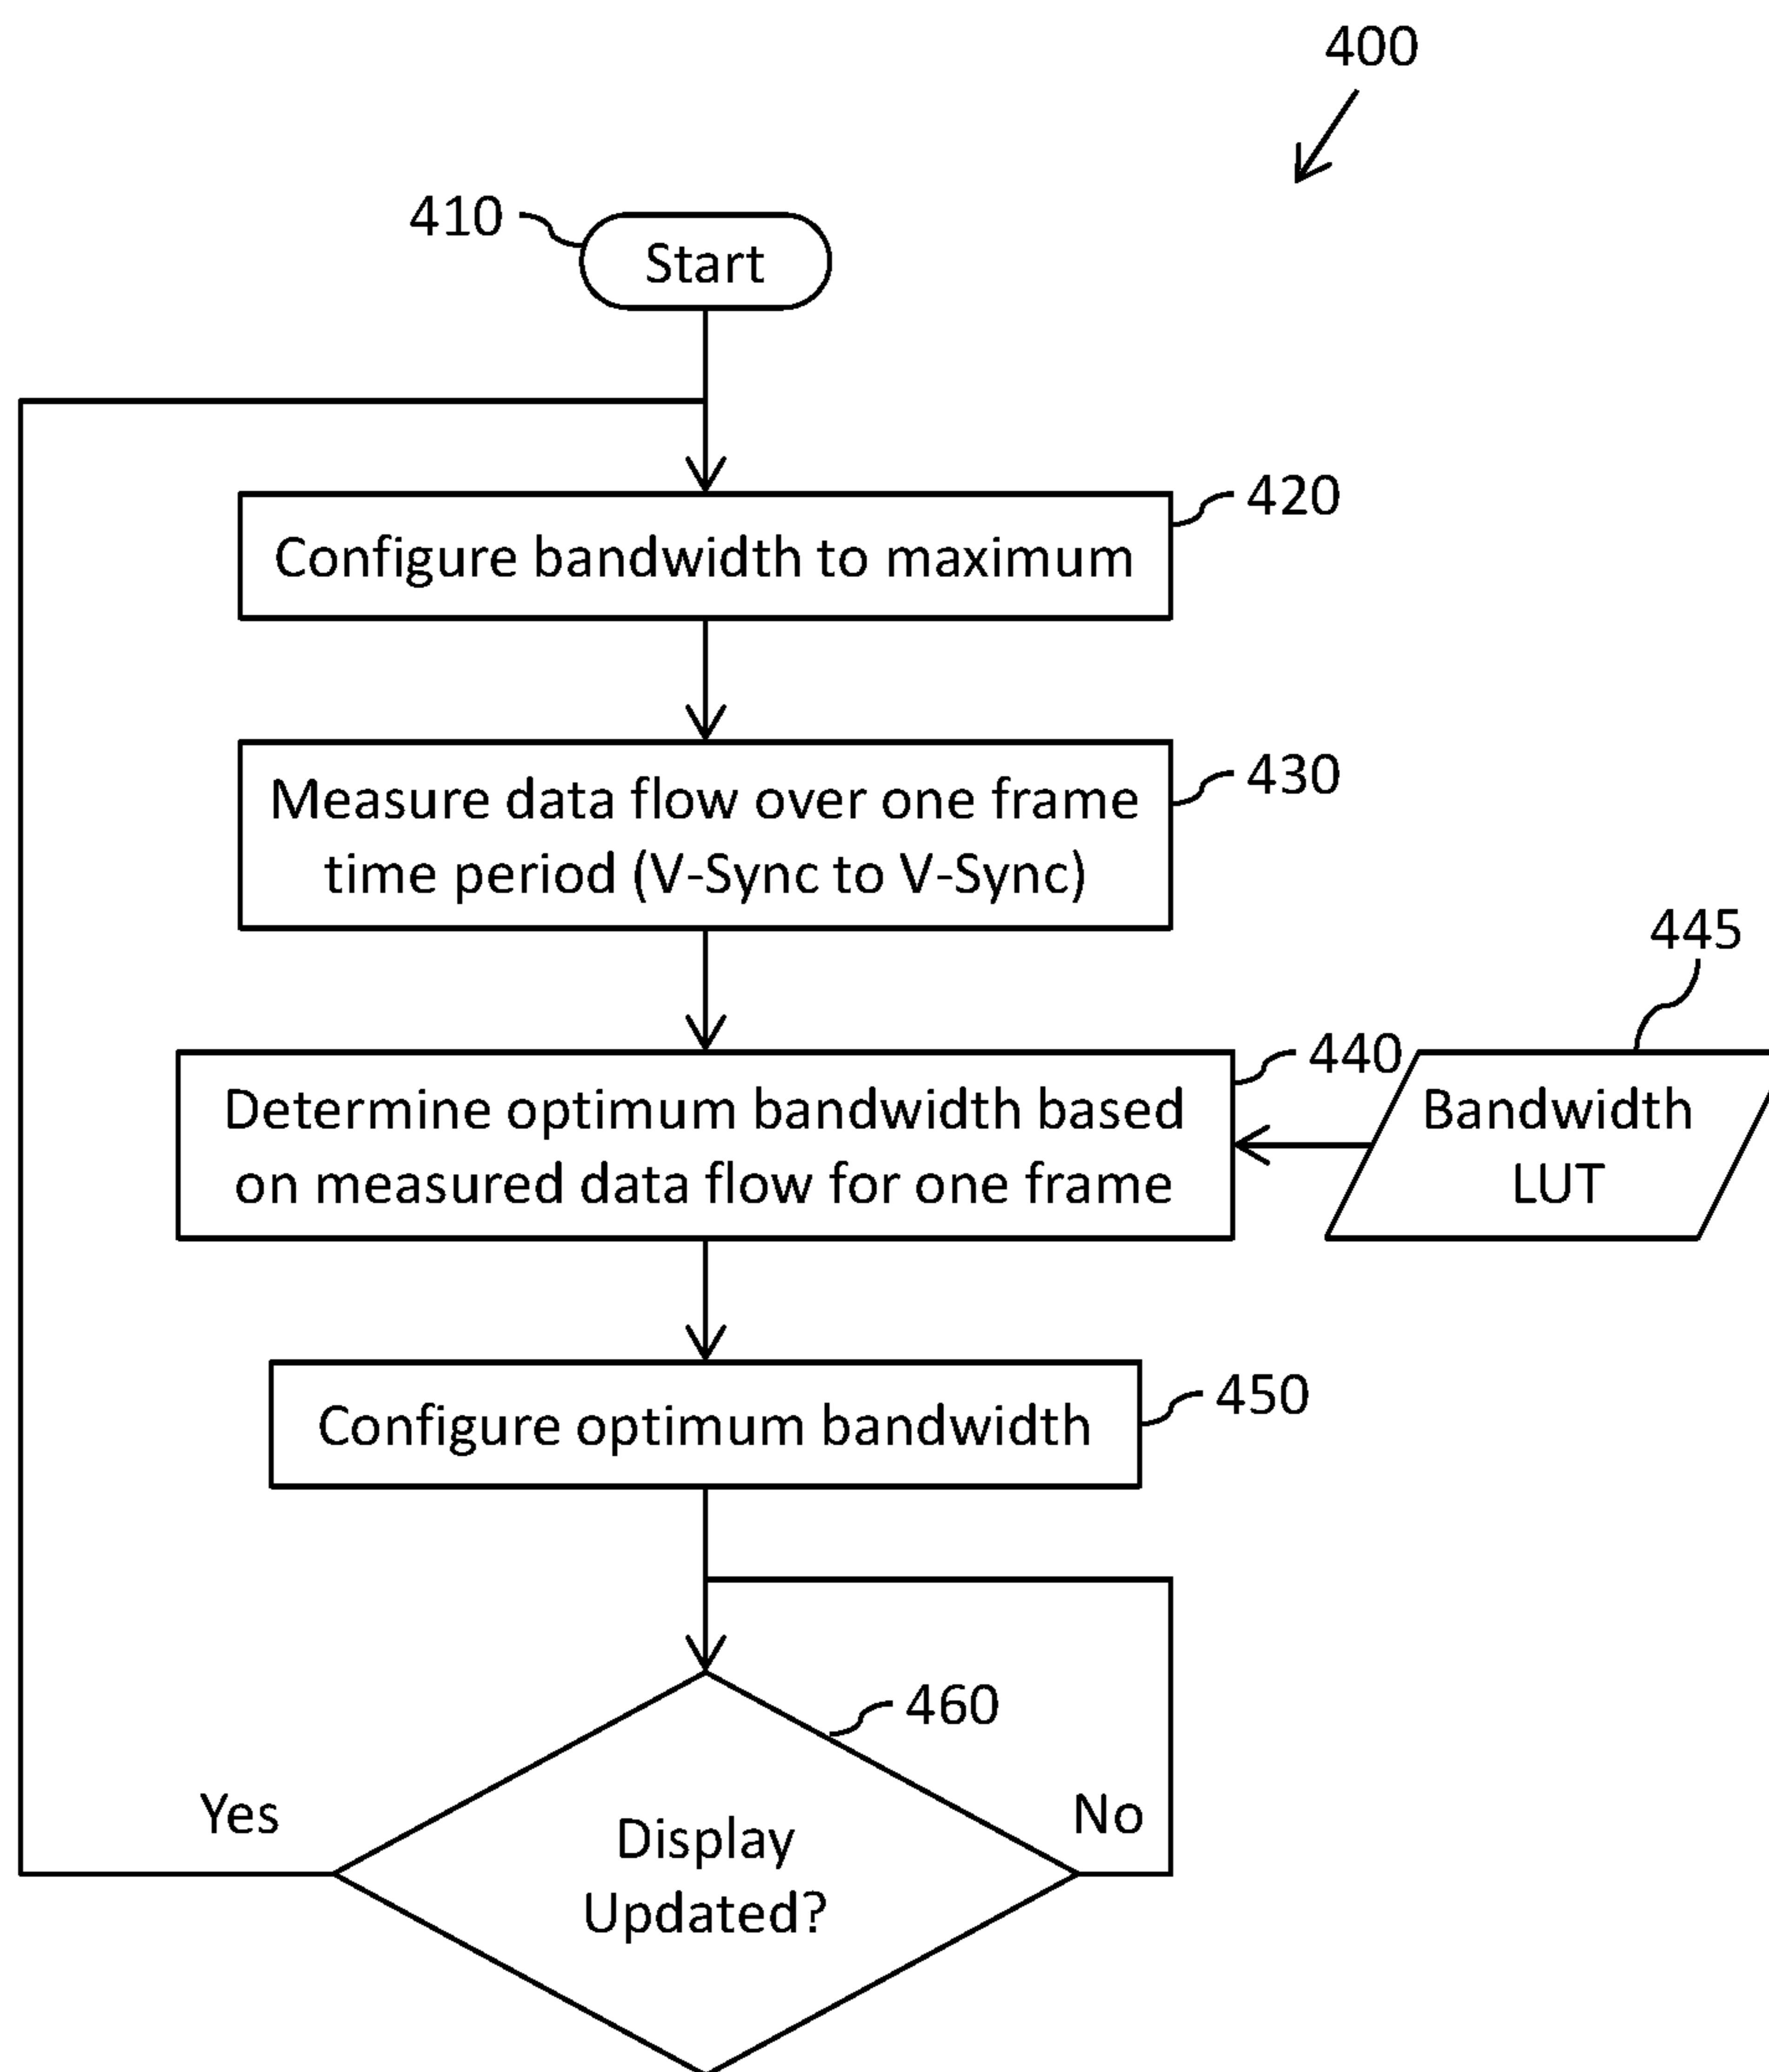 400
410
Start
420
Configure bandwidth to maximum
430
Measure data flow over one frame
time period (V-Sync to V-Sync)
445
440
Determine optimum bandwidth based
on measured data flow for one frame
Bandwidth
LUT
450
Configure optimum bandwidth
460
Yes
No
Display
Updated?